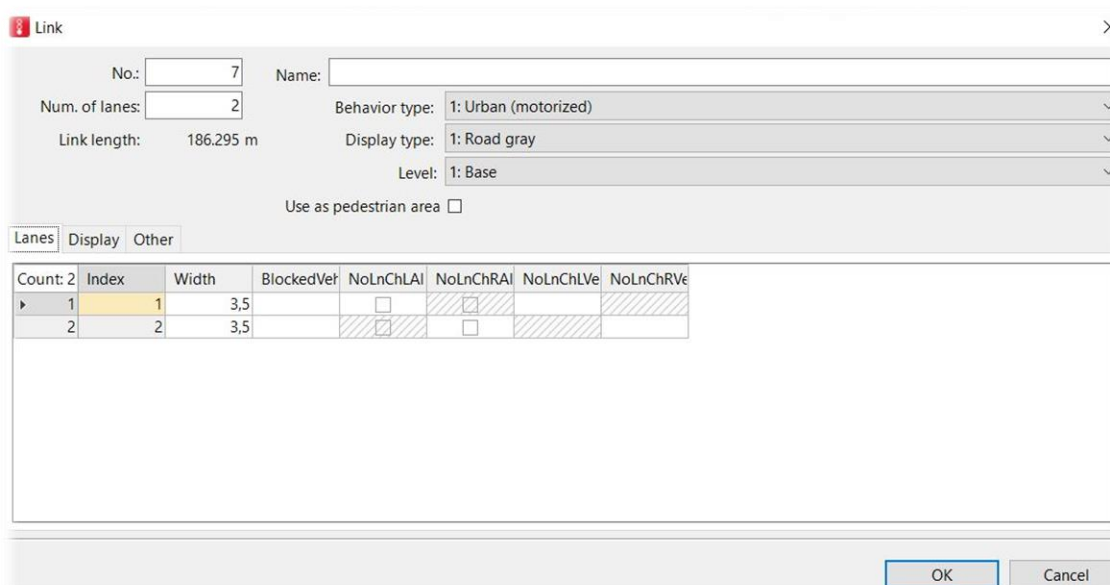 Link
No.: 7 Name:
Num. of lanes: 2 Behavior type: 1: Urban (motorized)
Link length: 186.295 m Display type: 1: Road gray
Level: 1: Base
Use as pedestrian area
Lanes Display Other
Count: 2 Index Width BlockedVeh NoLnChLAl NoLnChRAl NoLnChLVe NoLnChRVe
1 1 3,5
2 2 3,5
OK Cancel